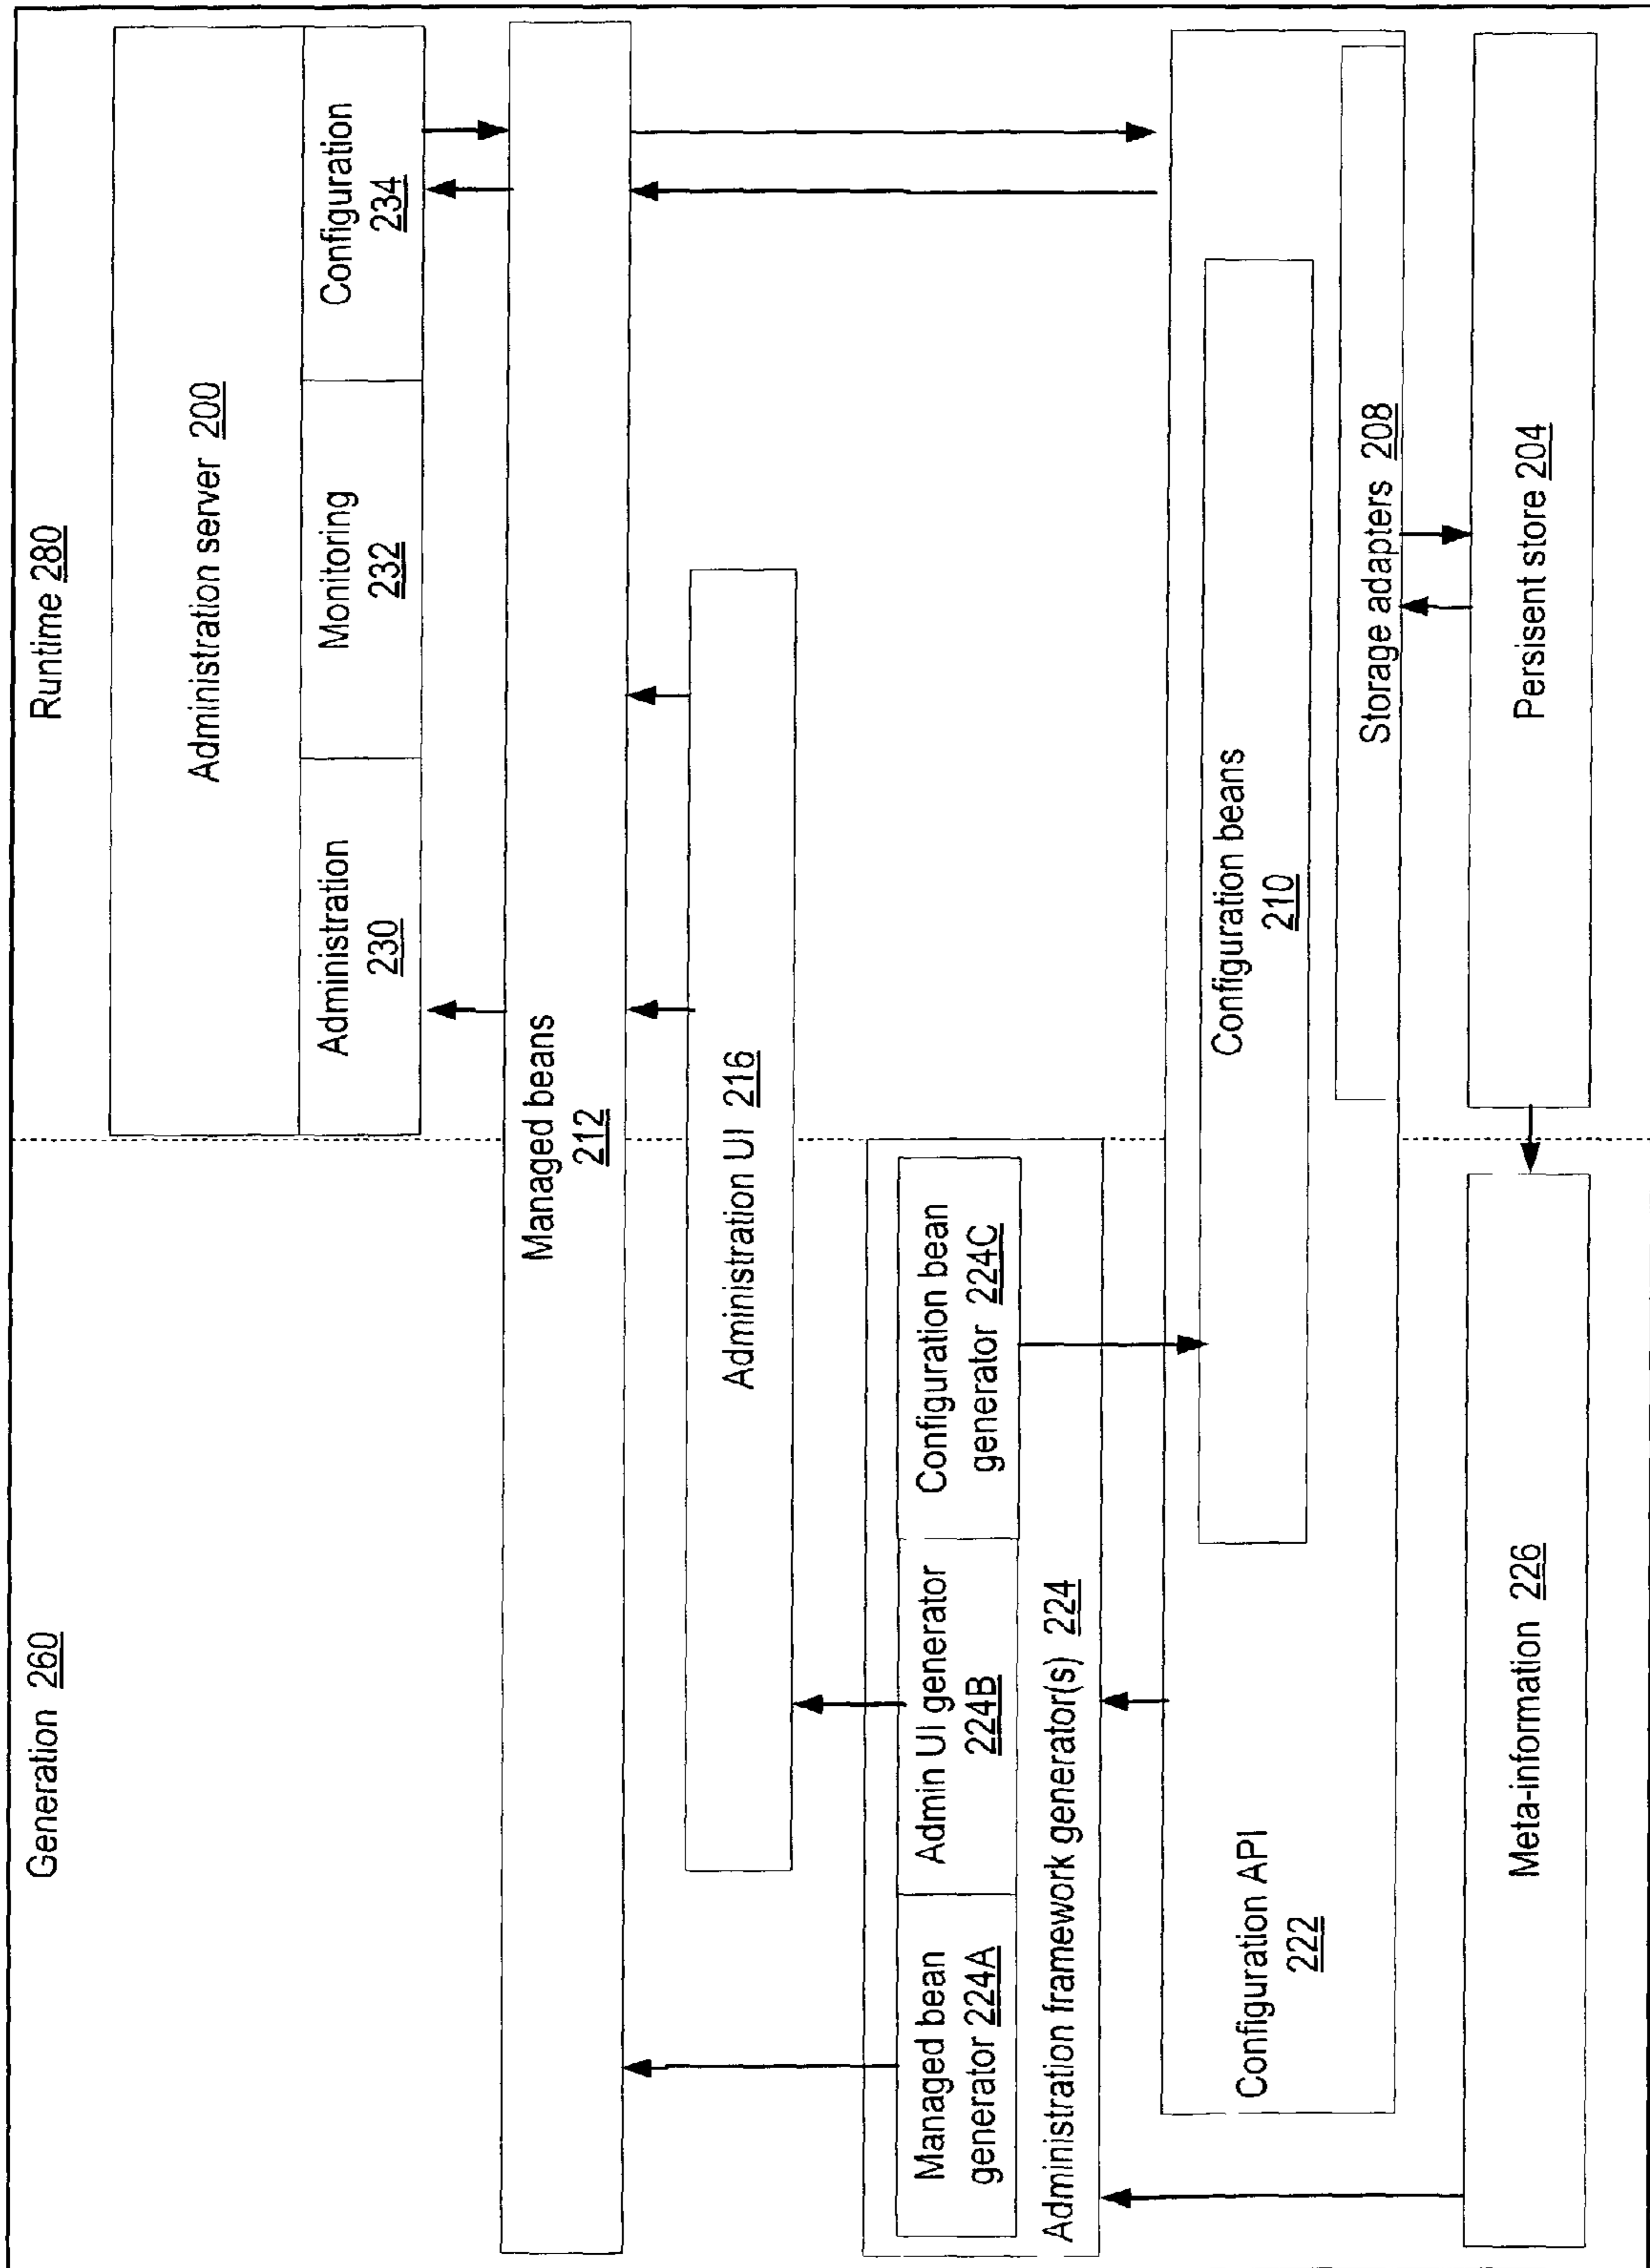 Generation 260
Runtime 280
Administration server 200
Administration
230
Monitoring
232
Configuration
234
Managed beans
212
Administration UI 216
Managed bean
generator 224A
Admin UI generator
224B
Configuration bean
generator 224C
Administration framework generator(s) 224
Configuration API
222
Configuration beans
210
Storage adapters 208
Meta-information 226
Persisent store 204